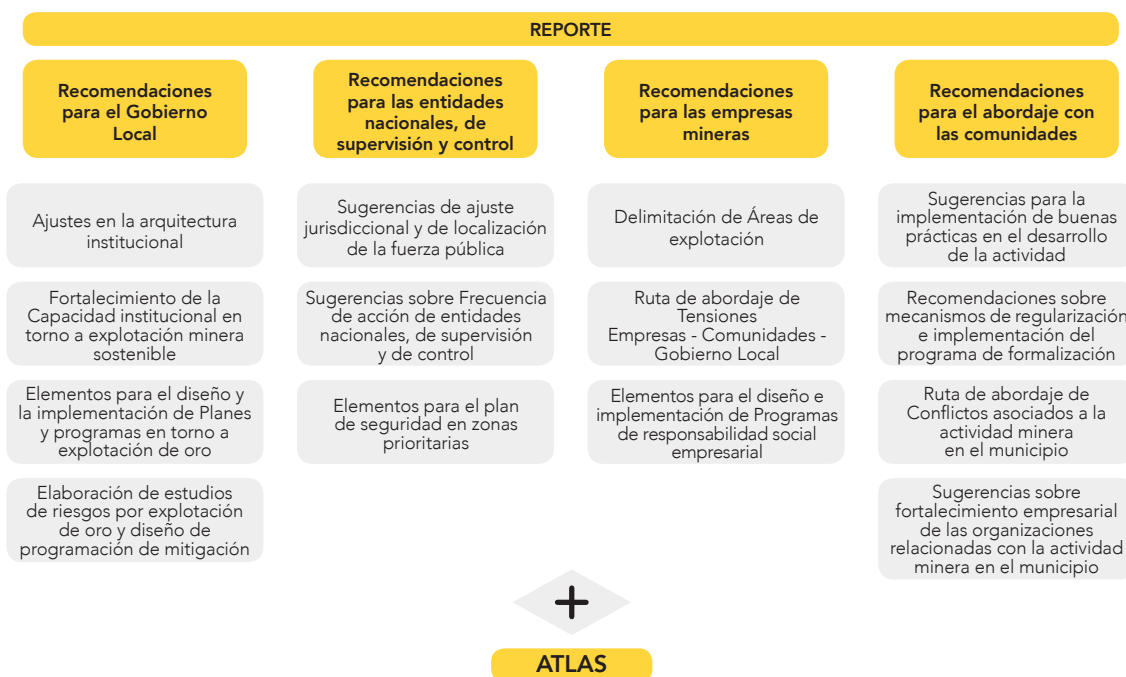 REPORTE
Recomendaciones
para el Gobierno
Local
Ajustes en la arquitectura
institucional
Fortalecimiento de la
Capacidad institucional en
torno a explotación minera
sostenible
Elementos para el diseño y
la implementación de Planes
y programas en torno a
explotación de oro
Elaboración de estudios
de riesgos por explotación
de oro y diseño de
programación de mitigación
Recomendaciones
para las entidades
nacionales, de
supervisión y control
Sugerencias de ajuste
jurisdiccional y de localización
de la fuerza pública
Sugerencias sobre Frecuencia
de acción de entidades
nacionales, de supervisión
y de control
Elementos para el plan
de seguridad en zonas
prioritarias
Recomendaciones
para las empresas
mineras
Delimitación de Áreas de
explotación
Ruta de abordaje de
Tensiones
Empresas - Comunidades -
Gobierno Local
Elementos para el diseño e
implementación de Programas
de responsabilidad social
empresarial
Recomendaciones
para el abordaje con
las comunidades
Sugerencias para la
implementación de buenas
prácticas en el desarrollo
de la actividad
Recomendaciones sobre
mecanismos de regularización
e implementación del
programa de formalización
Ruta de abordaje de
Conflictos asociados a la
actividad minera
en el municipio
Sugerencias sobre
fortalecimiento empresarial
de las organizaciones
relacionadas con la actividad
minera en el municipio
+
ATLAS